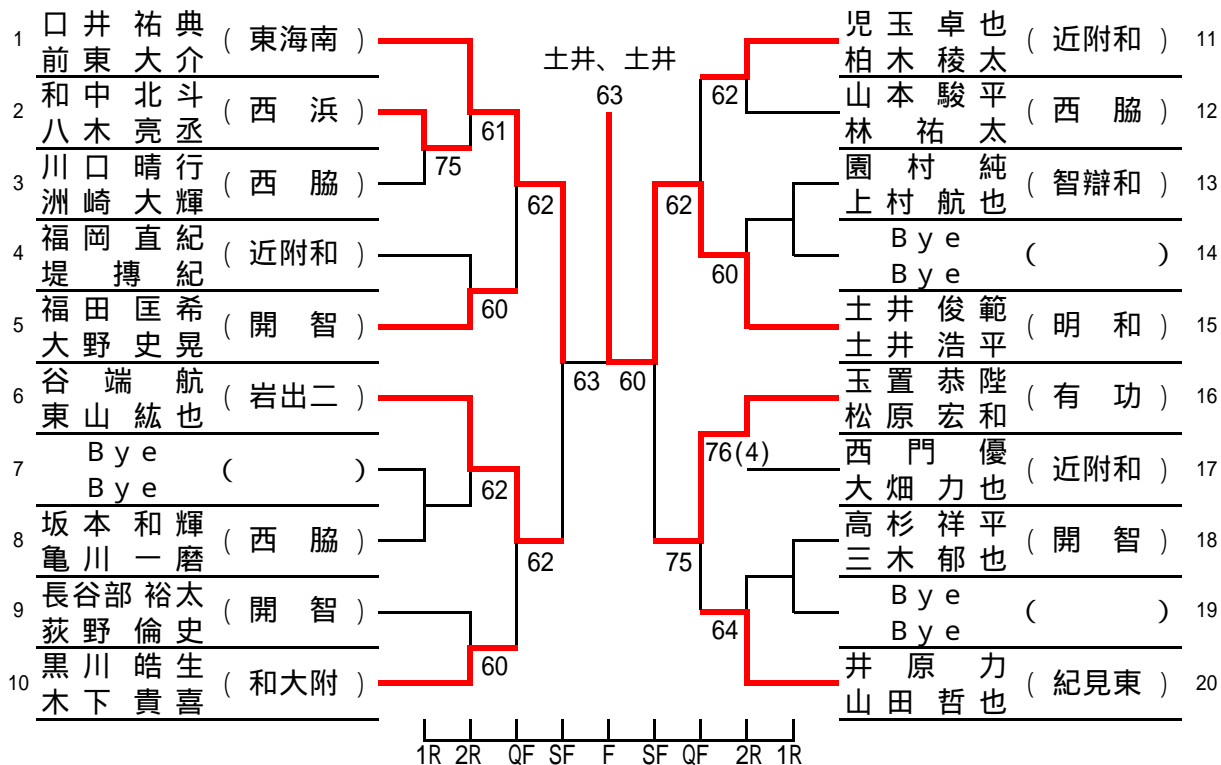 1 口井祐典 前東大介 (東海南)
2 和中北斗 八木亮丞 (西浜)
3 川口晴行 洲崎大輝 (西脇)
4 福岡直紀 堤摶紀 (近附和)
5 福田匡希 大野史晃 (開智)
6 谷端航 東山紘也 (岩出二)
7 Bye Bye ( )
8 坂本和輝 亀川一磨 (西脇)
9 長谷部裕太 荻野倫史 (開智)
10 黒川皓生 木下貴喜 (和大附)
75
61
60
62
60
62
62
63
土井、土井
63
60
62
60
62
76(4)
64
75
児玉卓也 柏木稜太 (近附和) 11
山本駿平 林祐太 (西脇) 12
園村純 上村航也 (智辯和) 13
Bye Bye ( ) 14
土井俊範 土井浩平 (明和) 15
玉置恭陛 松原宏和 (有功) 16
西門優 大畑力也 (近附和) 17
高杉祥平 三木郁也 (開智) 18
Bye Bye ( ) 19
井原力 山田哲也 (紀見東) 20
1R 2R QF SF F SF QF 2R 1R